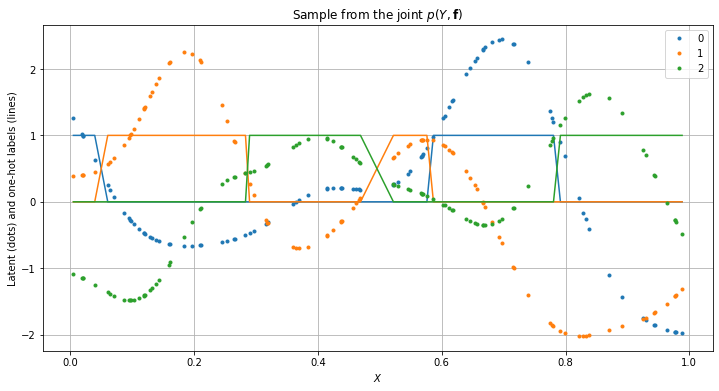 Sample from the joint p(Y, f)
Latent (dots) and one-hot labels (lines)
2
1
0
−1
−2
0
1
2
0.0 0.2 0.4 0.6 0.8 1.0
X